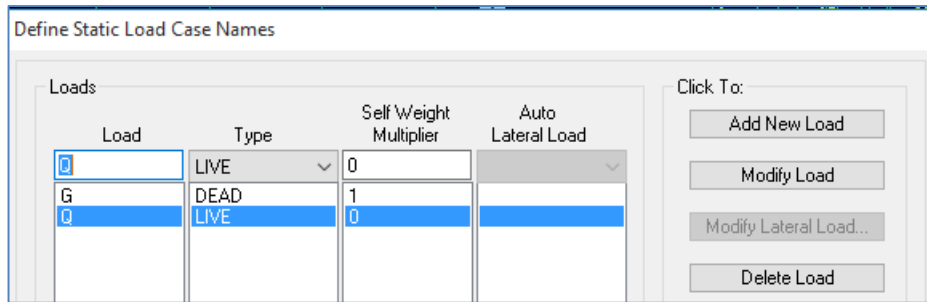 Define Static Load Case Names
Loads
Click To:
Load Type Self Weight Multiplier Auto Lateral Load
Q LIVE 0
G DEAD 1
Q LIVE 0
Add New Load
Modify Load
Modify Lateral Load...
Delete Load